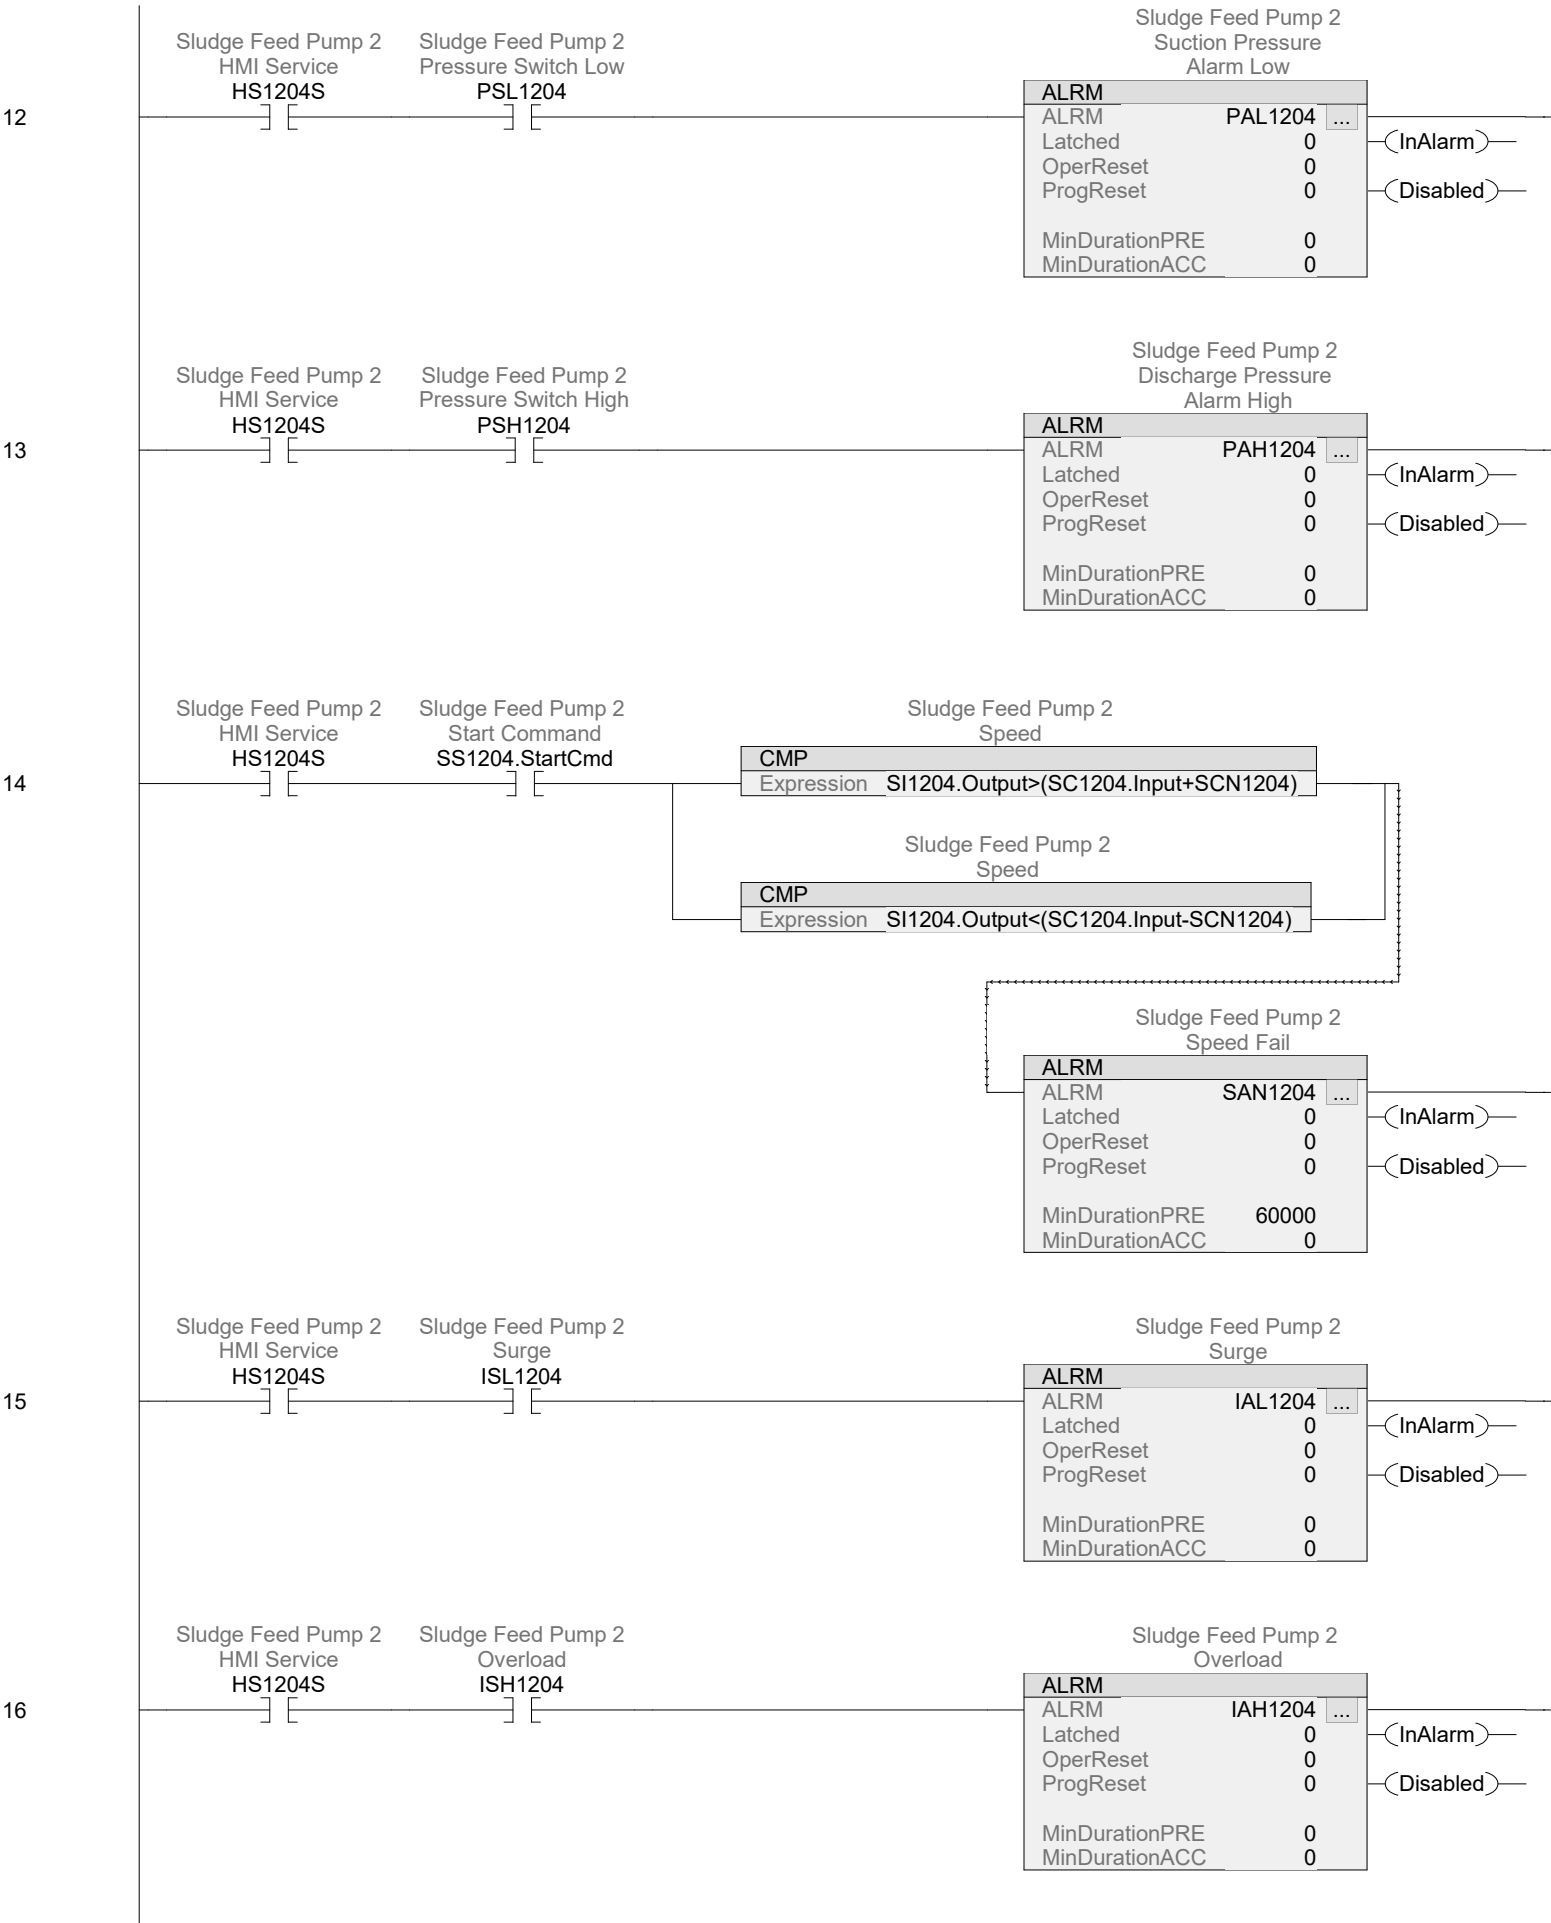 Sludge Feed Pump 2
HMI Service
HS1204S
Sludge Feed Pump 2
Pressure Switch Low
PSL1204
Sludge Feed Pump 2
Suction Pressure
Alarm Low
12
ALRM
ALRM PAL1204 ...
Latched 0
InAlarm
OperReset 0
ProgReset 0
Disabled
MinDurationPRE 0
MinDurationACC 0
Sludge Feed Pump 2
HMI Service
HS1204S
Sludge Feed Pump 2
Pressure Switch High
PSH1204
Sludge Feed Pump 2
Discharge Pressure
Alarm High
13
ALRM
ALRM PAH1204 ...
Latched 0
InAlarm
OperReset 0
ProgReset 0
Disabled
MinDurationPRE 0
MinDurationACC 0
Sludge Feed Pump 2
HMI Service
HS1204S
Sludge Feed Pump 2
Start Command
SS1204.StartCmd
Sludge Feed Pump 2
Speed
14
CMP
Expression SI1204.Output>(SC1204.Input+SCN1204)
Sludge Feed Pump 2
Speed
CMP
Expression SI1204.Output<(SC1204.Input-SCN1204)
Sludge Feed Pump 2
Speed Fail
ALRM
ALRM SAN1204 ...
Latched 0
InAlarm
OperReset 0
ProgReset 0
Disabled
MinDurationPRE 60000
MinDurationACC 0
Sludge Feed Pump 2
HMI Service
HS1204S
Sludge Feed Pump 2
Surge
ISL1204
Sludge Feed Pump 2
Surge
15
ALRM
ALRM IAL1204 ...
Latched 0
InAlarm
OperReset 0
ProgReset 0
Disabled
MinDurationPRE 0
MinDurationACC 0
Sludge Feed Pump 2
HMI Service
HS1204S
Sludge Feed Pump 2
Overload
ISH1204
Sludge Feed Pump 2
Overload
16
ALRM
ALRM IAH1204 ...
Latched 0
InAlarm
OperReset 0
ProgReset 0
Disabled
MinDurationPRE 0
MinDurationACC 0